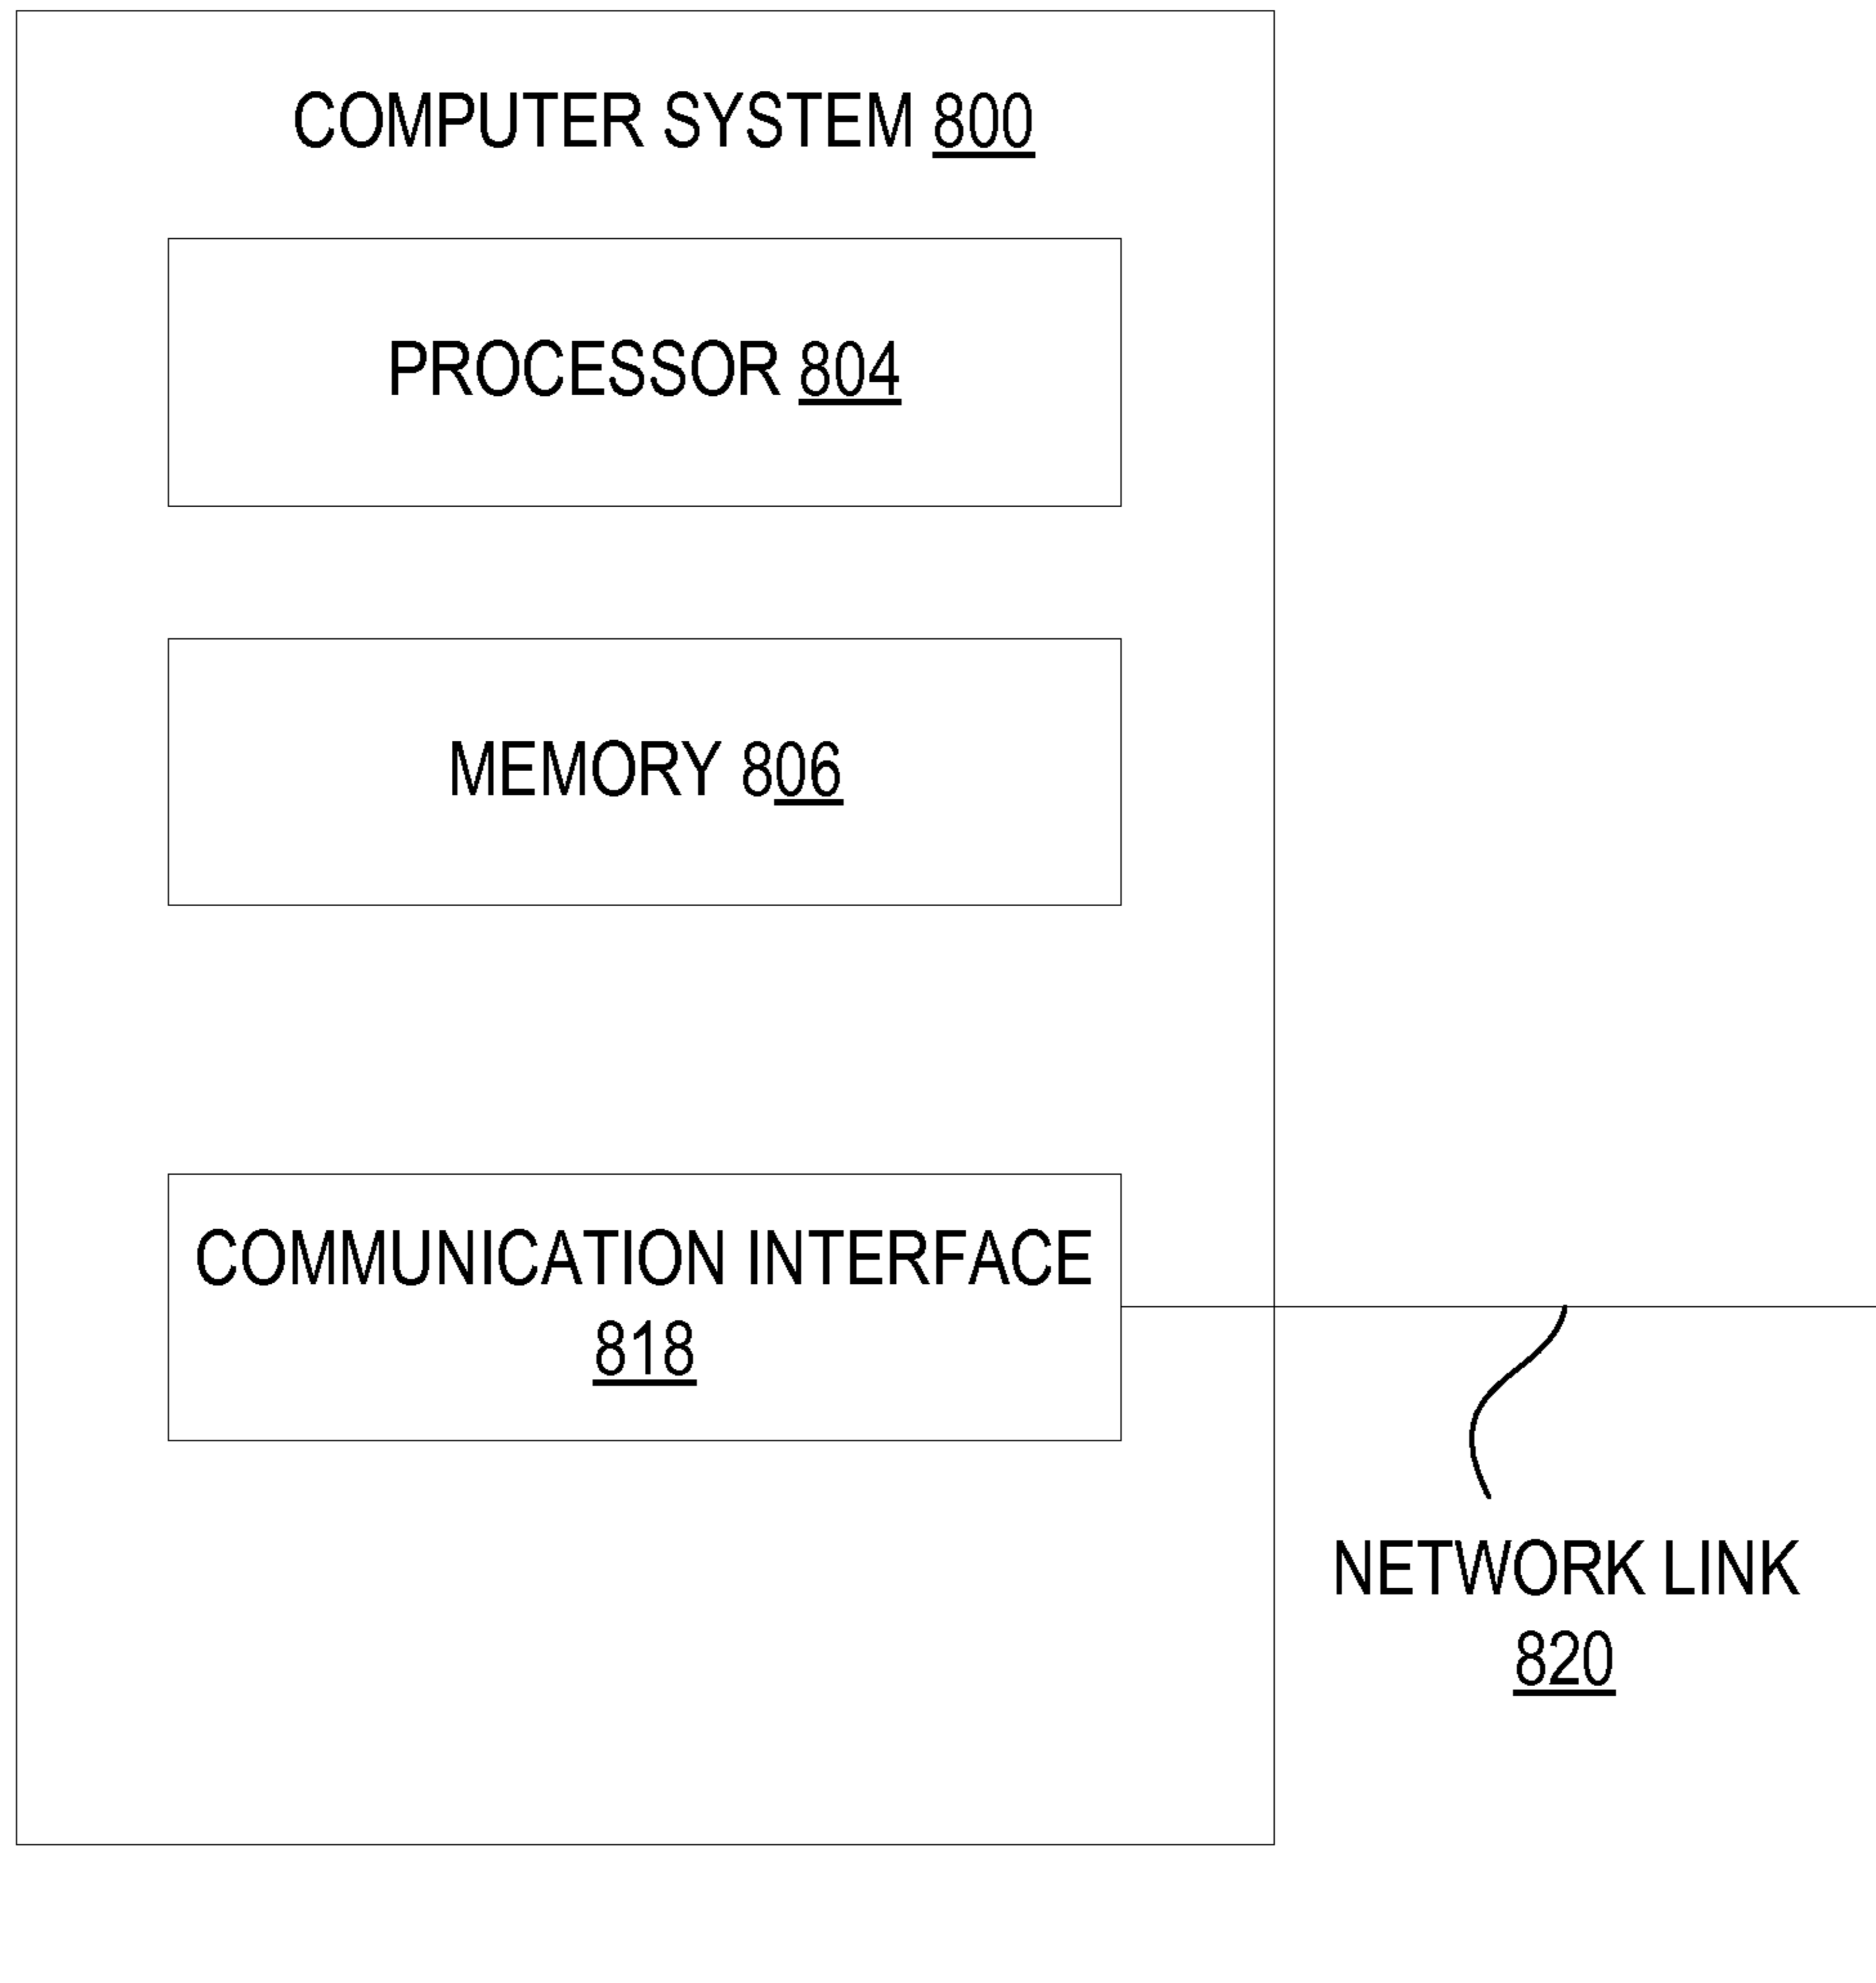 COMPUTER SYSTEM 800
PROCESSOR 804
MEMORY 806
COMMUNICATION INTERFACE
818
NETWORK LINK
820